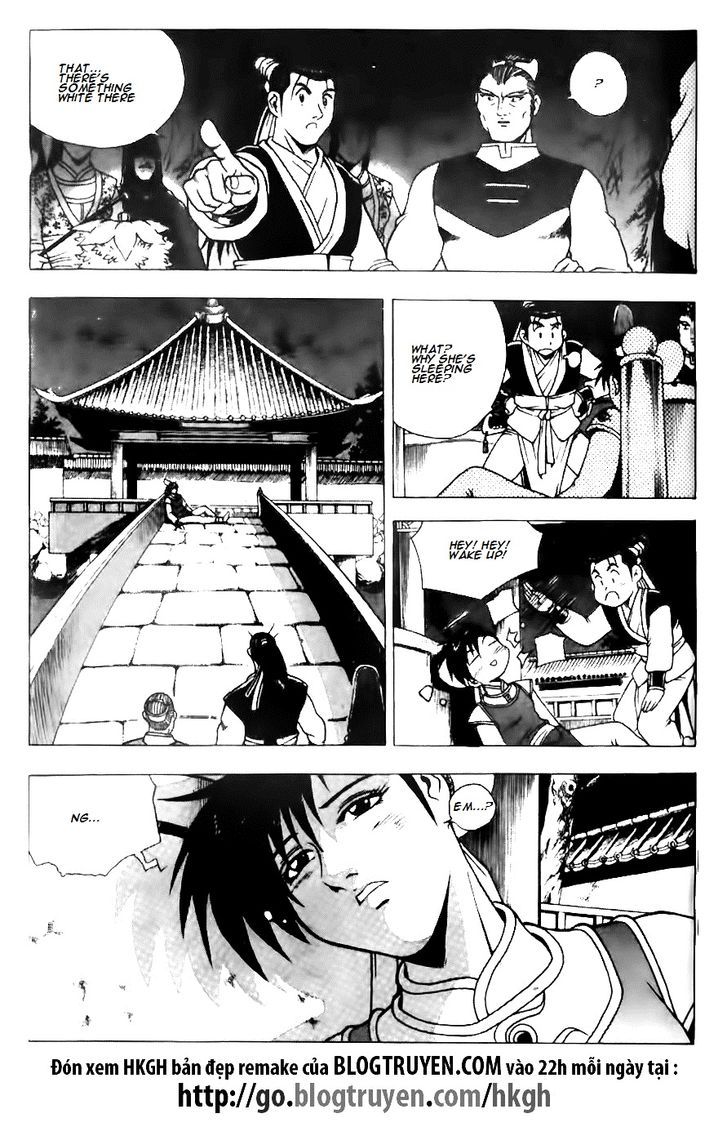 THAT...
THERE'S
SOMETHING
WHITE THERE
?
WHAT?
WHY SHE'S
SLEEPING
HERE?
HEY! HEY!
WAKE UP!
NG...
EM...?
Đón xem HKGH bản đẹp remake của BLOGTRUYEN.COM vào 22h mỗi ngày tại :
http://go.blogtruyen.com/hkgh